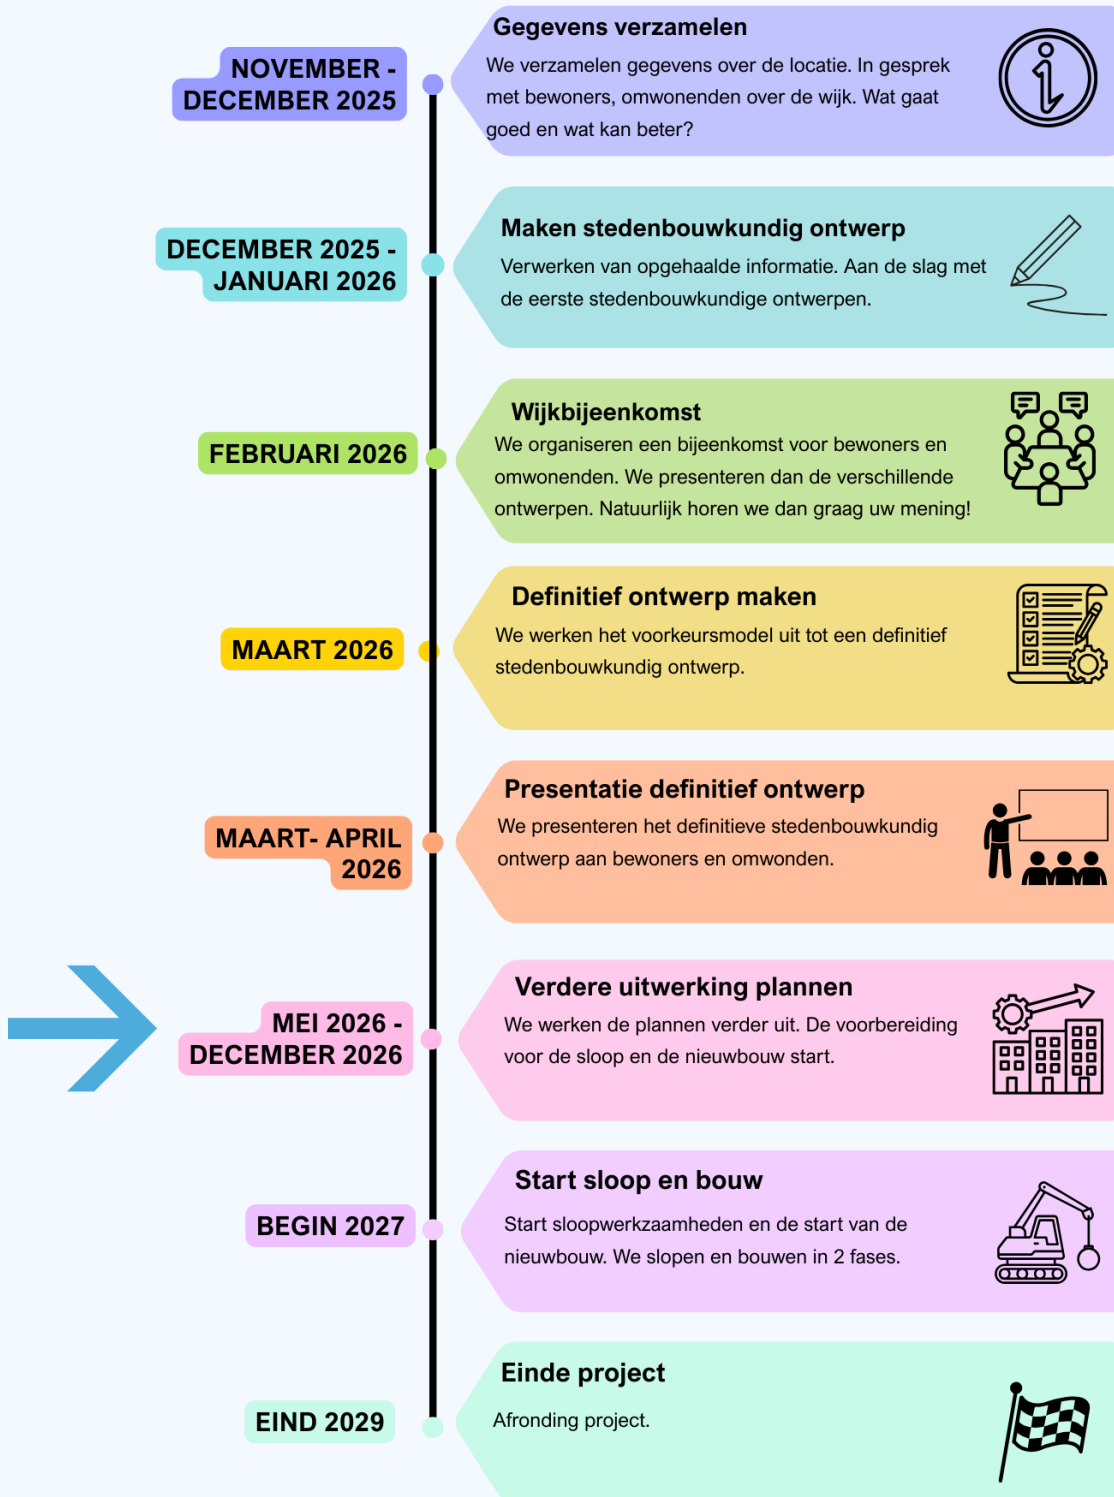 NOVEMBER -
DECEMBER 2025
Gegevens verzamelen
We verzamelen gegevens over de locatie. In gesprek
met bewoners, omwonenden over de wijk. Wat gaat
goed en wat kan beter?
DECEMBER 2025 -
JANUARI 2026
Maken stedenbouwkundig ontwerp
Verwerken van opgehaalde informatie. Aan de slag met
de eerste stedenbouwkundige ontwerpen.
FEBRUARI 2026
Wijkbijeenkomst
We organiseren een bijeenkomst voor bewoners en
omwonenden. We presenteren dan de verschillende
ontwerpen. Natuurlijk horen we dan graag uw mening!
MAART 2026
Definitief ontwerp maken
We werken het voorkeursmodel uit tot een definitief
stedenbouwkundig ontwerp.
MAART- APRIL
2026
Presentatie definitief ontwerp
We presenteren het definitieve stedenbouwkundig
ontwerp aan bewoners en omwonden.
MEI 2026 -
DECEMBER 2026
Verdere uitwerking plannen
We werken de plannen verder uit. De voorbereiding
voor de sloop en de nieuwbouw start.
BEGIN 2027
Start sloop en bouw
Start sloopwerkzaamheden en de start van de
nieuwbouw. We slopen en bouwen in 2 fases.
EIND 2029
Einde project
Afronding project.